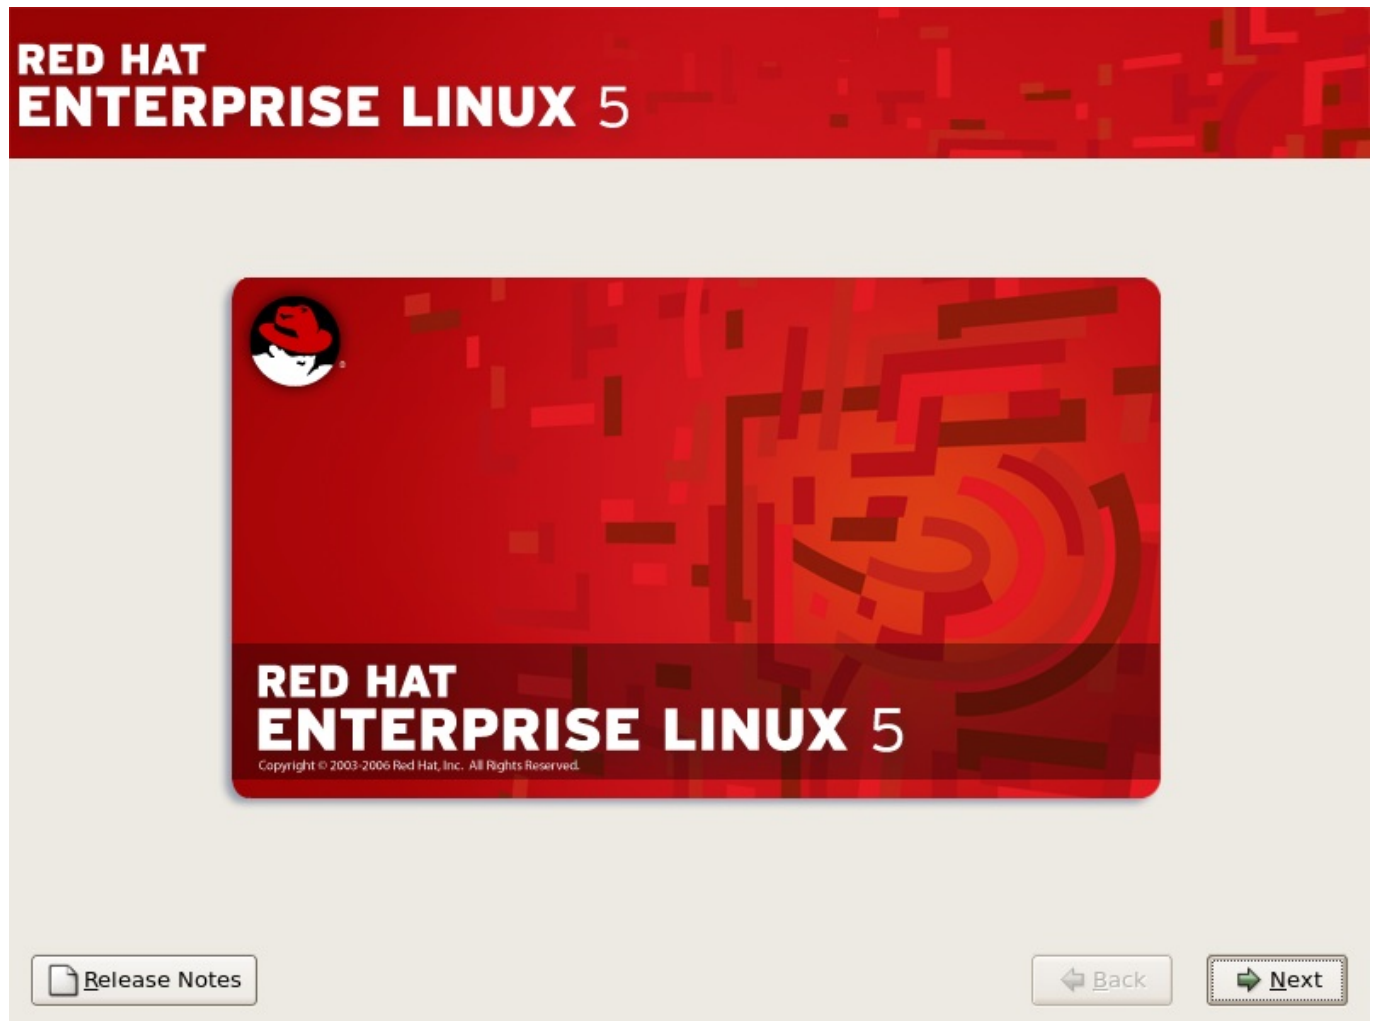 RED HAT
ENTERPRISE LINUX 5
RED HAT
ENTERPRISE LINUX 5
Copyright © 2003-2006 Red Hat, Inc. All Rights Reserved.
Release Notes
Back
Next